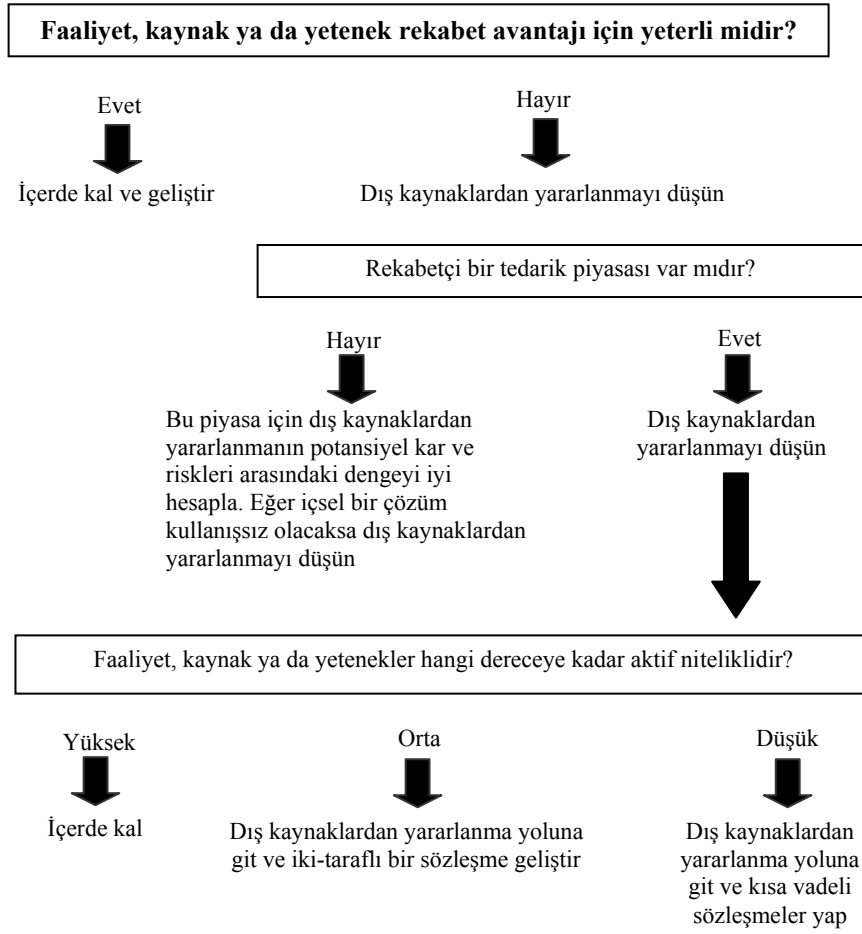 Faaliyet, kaynak ya da yetenek rekabet avantajı için yeterli midir?
Evet
Hayır
İçerde kal ve geliştir
Dış kaynaklardan yararlanmayı düşün
Rekabetçi bir tedarik piyasası var mıdır?
Hayır
Evet
Bu piyasa için dış kaynaklardan
yararlanmanın potansiyel kar ve
riskleri arasındaki dengeyi iyi
hesapla. Eğer içsel bir çözüm
kullanışsız olacaksa dış kaynaklardan
yararlanmayı düşün
Dış kaynaklardan
yararlanmayı düşün
Faaliyet, kaynak ya da yetenekler hangi dereceye kadar aktif niteliklidir?
Yüksek
Orta
Düşük
İçerde kal
Dış kaynaklardan yararlanma yoluna
git ve iki-taraflı bir sözleşme geliştir
Dış kaynaklardan
yararlanma yoluna
git ve kısa vadeli
sözleşmeler yap